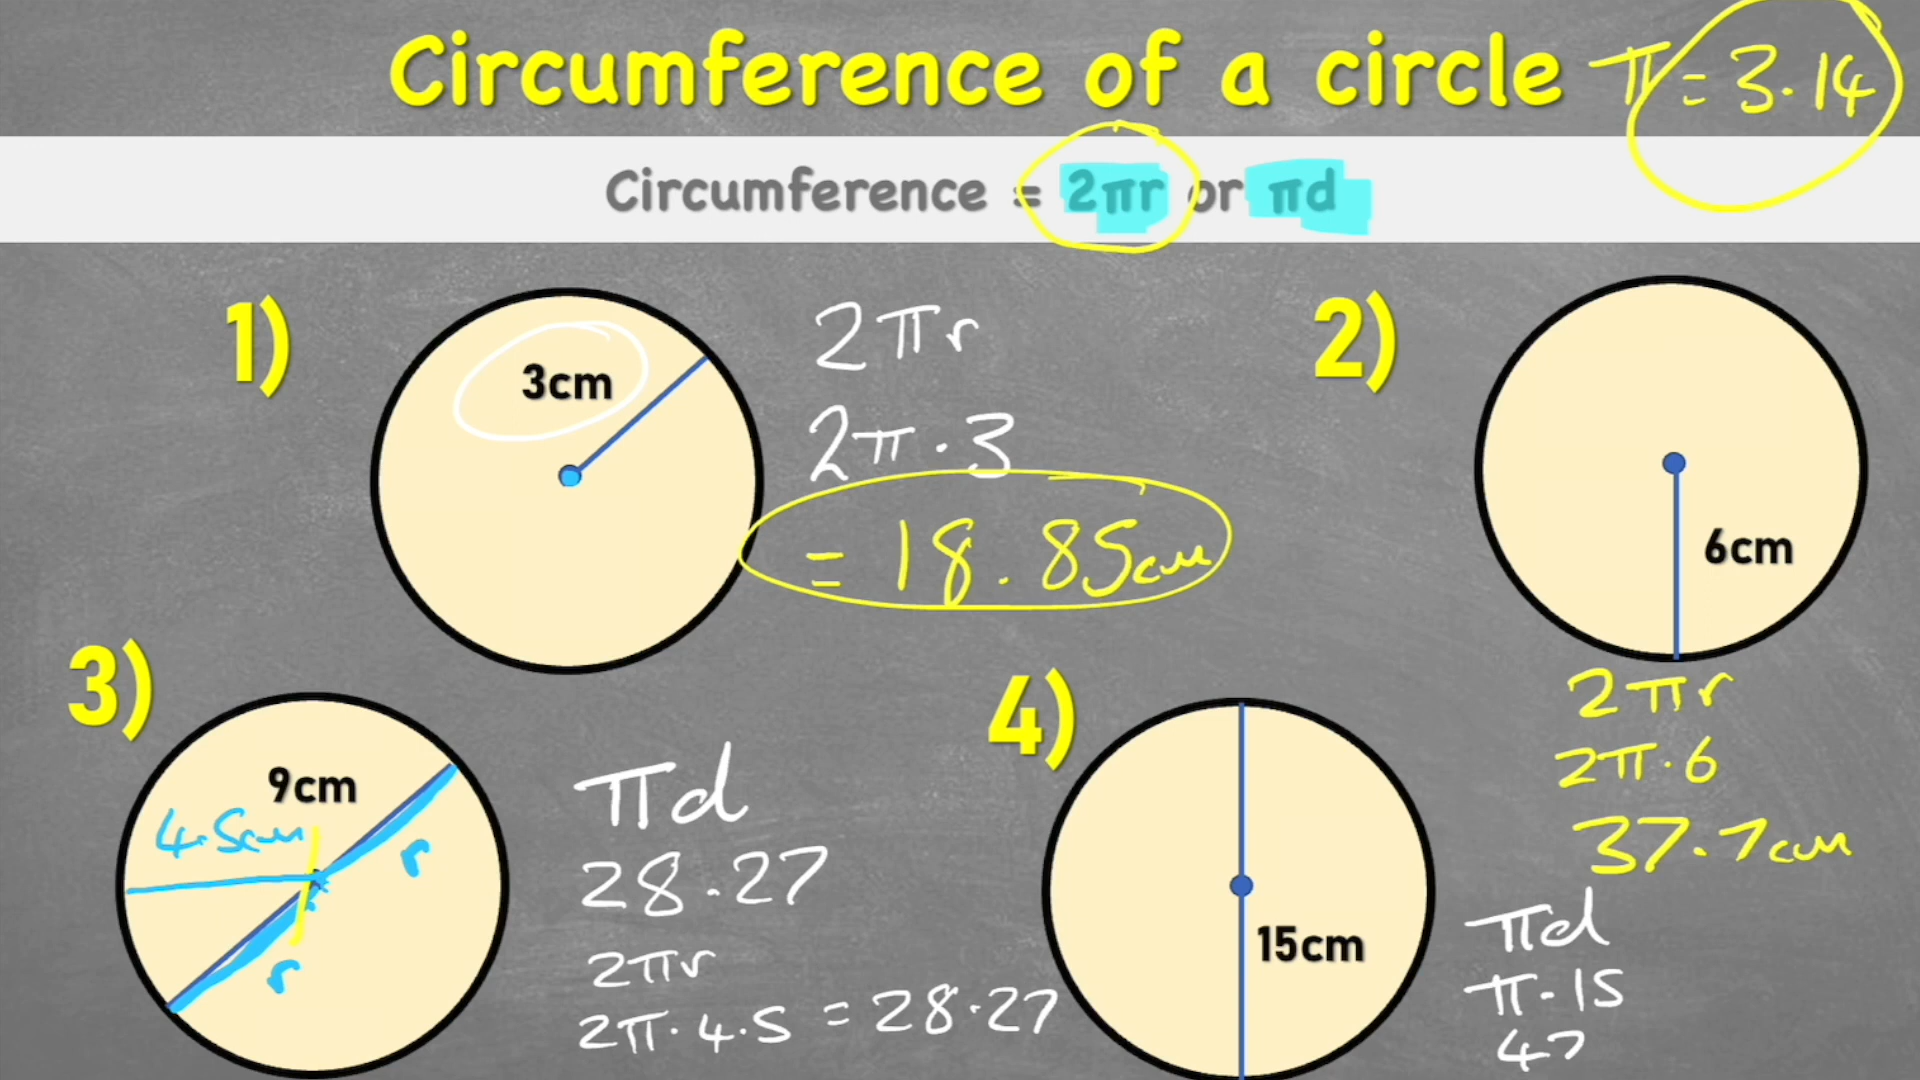 Circumference of a circle π = 3.14
Circumference = 2πr or πd
1)
3cm
2πr
2π · 3
= 18.85cm
2)
6cm
2πr
2π · 6
37.7cm
3)
9cm
4.5cm
r
r
πd
28.27
2πr
2π · 4.5 = 28.27
4)
15cm
πd
π · 15